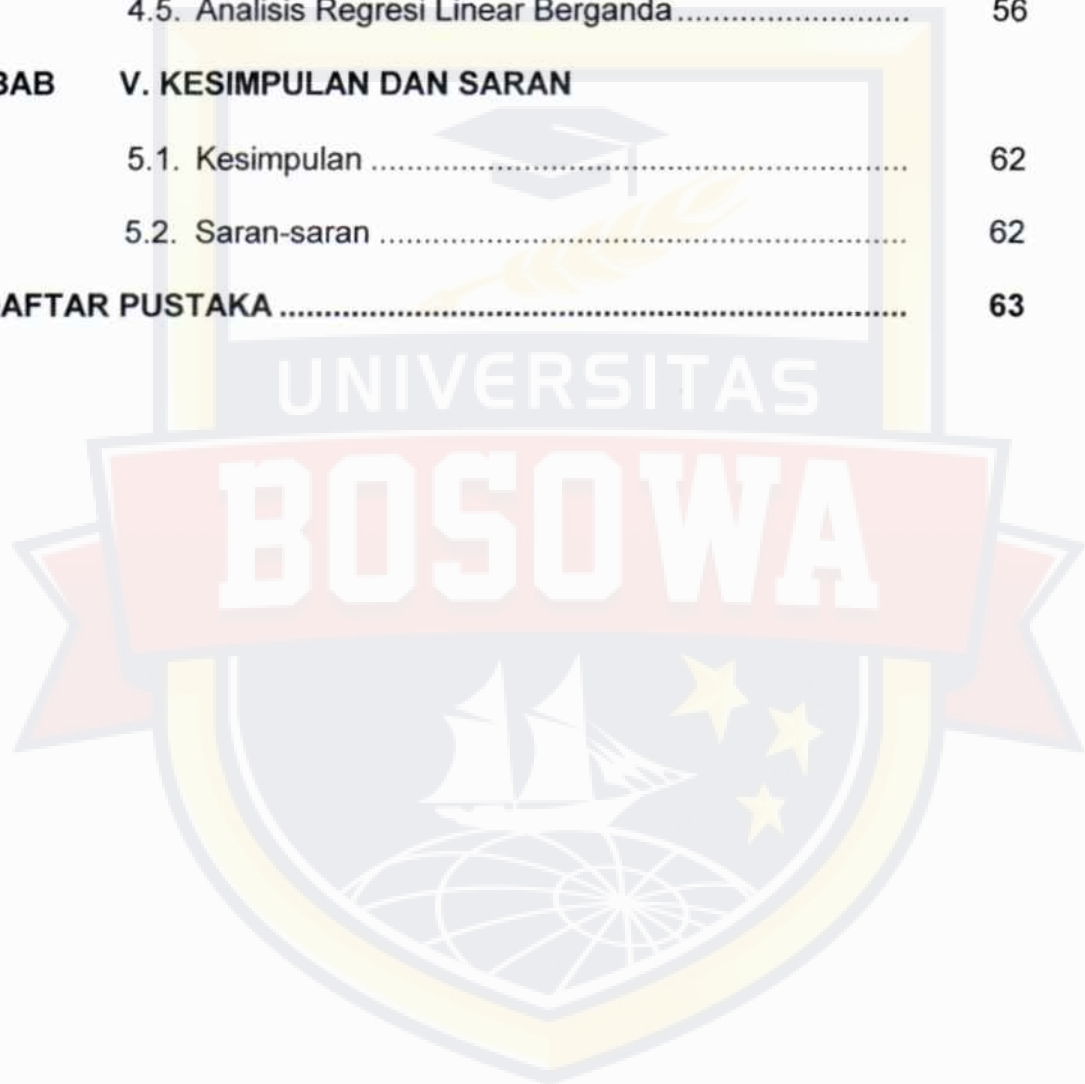 4.5. Analisis Regresi Linear Berganda ........................ 56
BAB V. KESIMPULAN DAN SARAN
5.1. Kesimpulan ................................................................ 62
5.2. Saran-saran ............................................................... 62
DAFTAR PUSTAKA ........................................................................... 63
UNIVERSITAS
BOSOWA